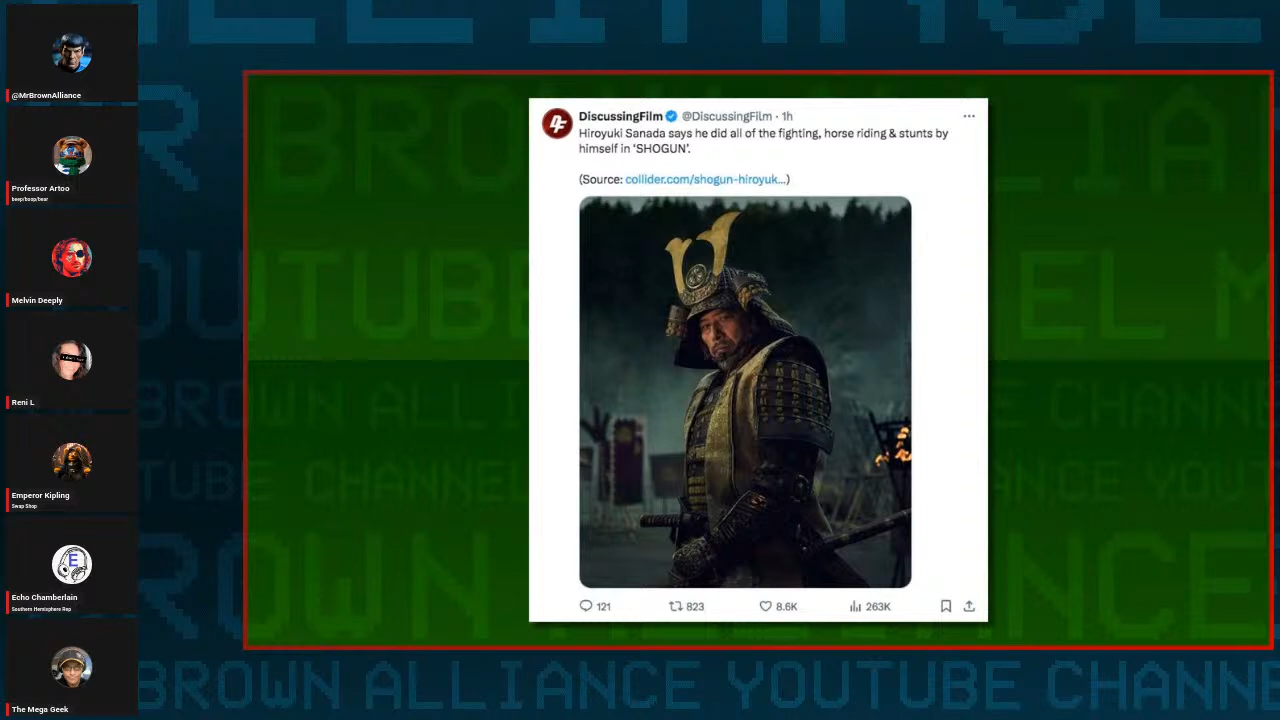 @MrBrownAlliance
Professor Artoo
beep/boop/bear
Melvin Deeply
Reni L
Emperor Kipling
Swap Shop
Echo Chamberlain
Southern Hemisphere Rep
The Mega Geek
DiscussingFilm @DiscussingFilm · 1h
Hiroyuki Sanada says he did all of the fighting, horse riding & stunts by
himself in ‘SHOGUN’.
(Source: collider.com/shogun-hiroyuk...)
121 823 8.6K 263K
BROWN ALLIANCE YOUTUBE CHANNE